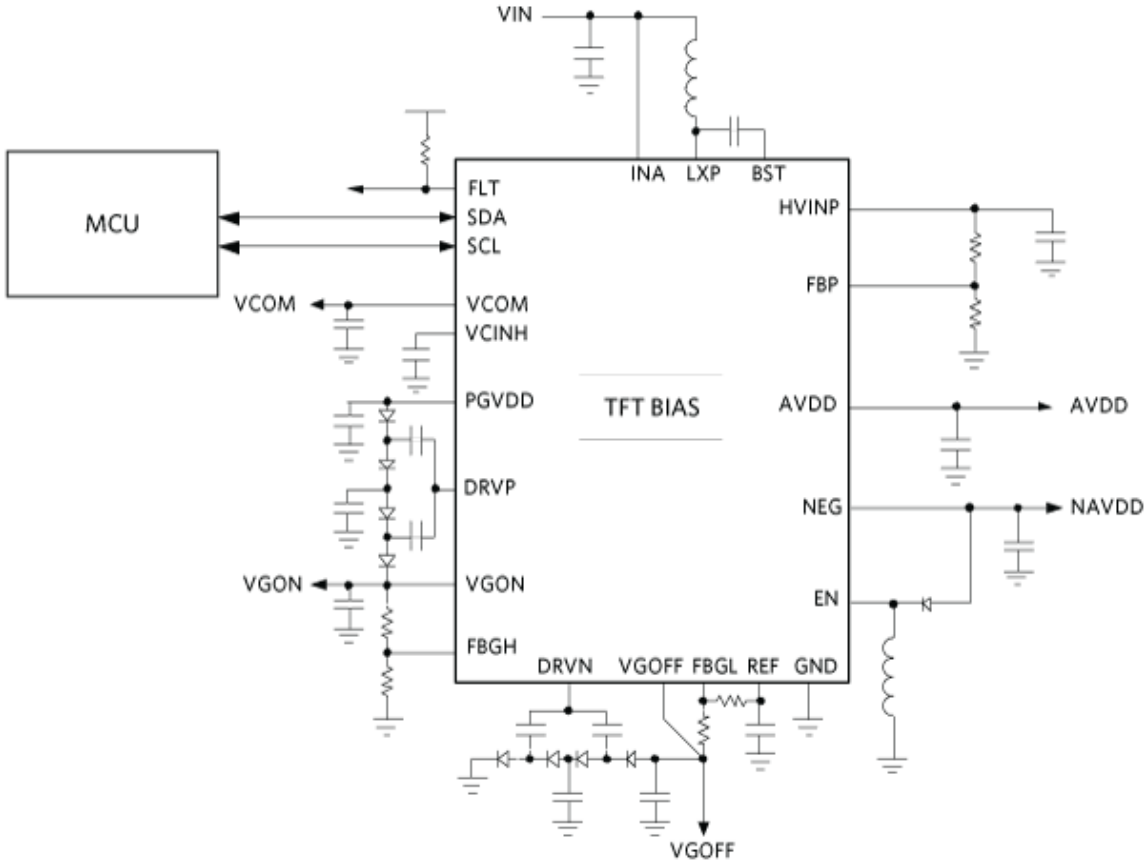 VIN
INA LXP BST
MCU
FLT
SDA
SCL
HVINP
FBP
VCOM VCOM
VCINH
PGVDD
TFT BIAS
AVDD AVDD
DRVP
NEG NAVDD
VGON VGON
EN
FBGH
DRVN VGOFF FBGL REF GND
VGOFF